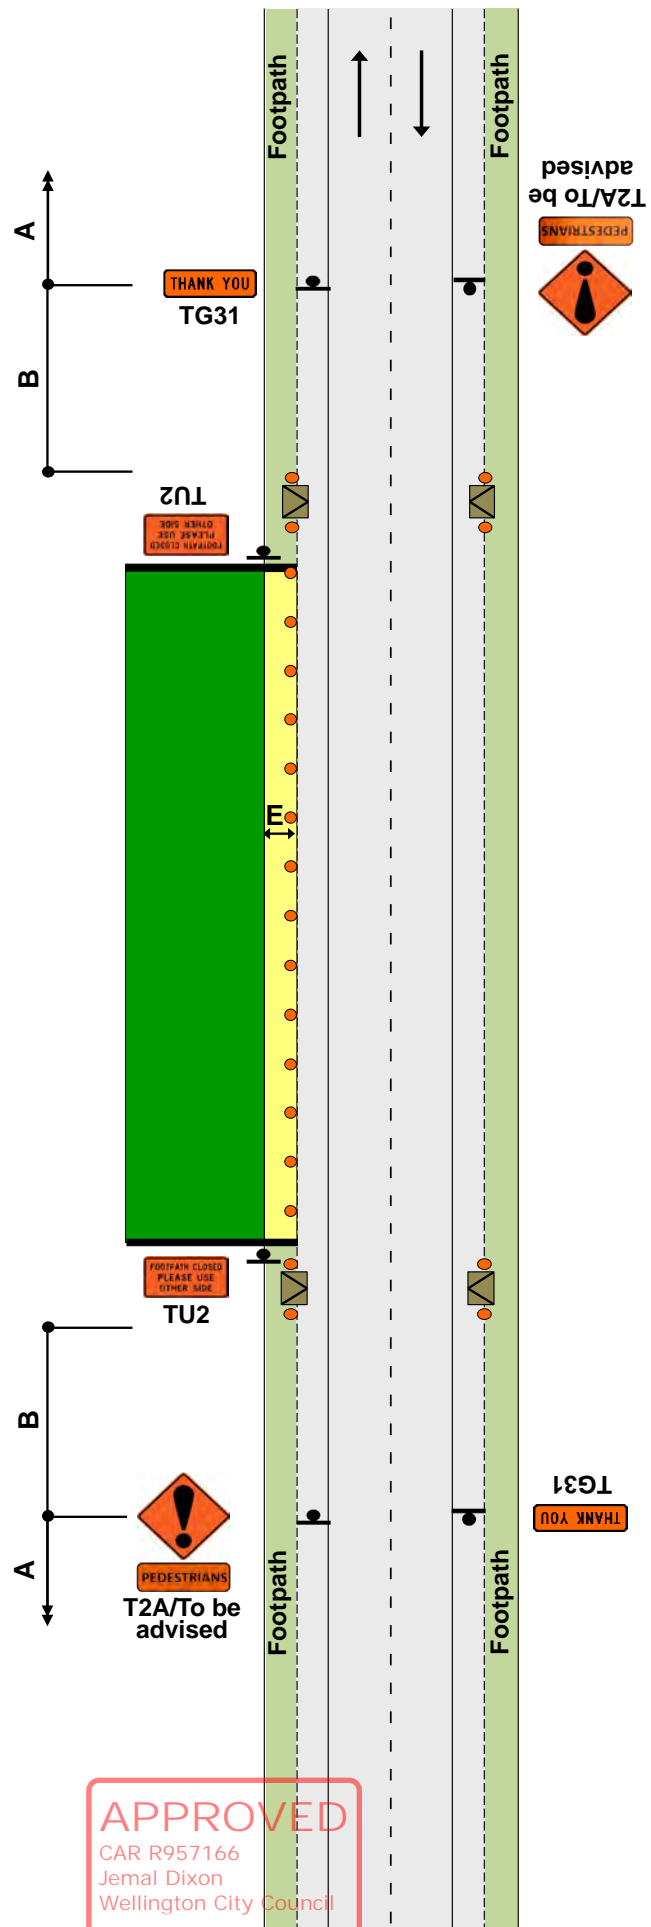 Footpath
Footpath
T2A/To be
advised
PEDESTRIANS
A
THANK YOU
TG31
B
TU2
FOOTPATH CLOSED
PLEASE USE
OTHER SIDE
E
FOOTPATH CLOSED
PLEASE USE
OTHER SIDE
TU2
B
TG31
THANK YOU
A
PEDESTRIANS
T2A/To be
advised
Footpath
Footpath
APPROVED
CAR R957166
Jemal Dixon
Wellington City Council